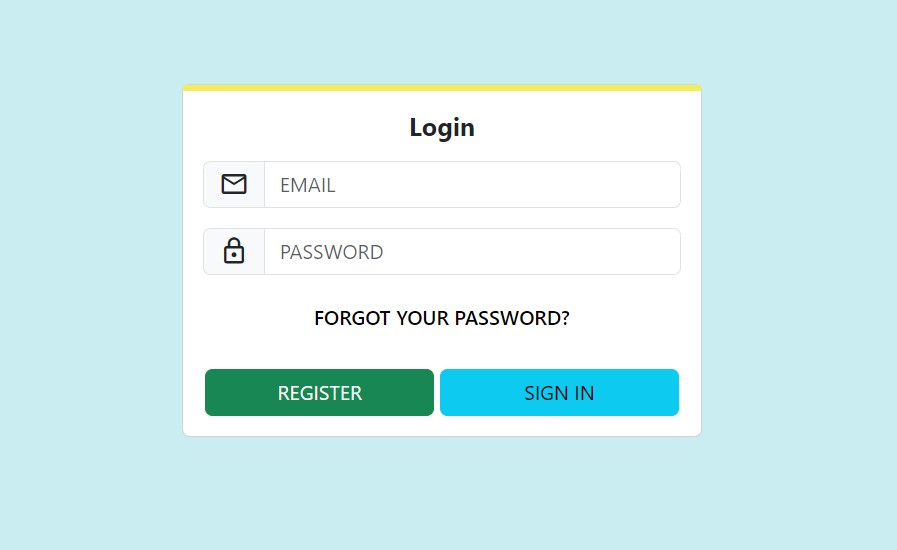 Login
EMAIL
PASSWORD
FORGOT YOUR PASSWORD?
REGISTER
SIGN IN